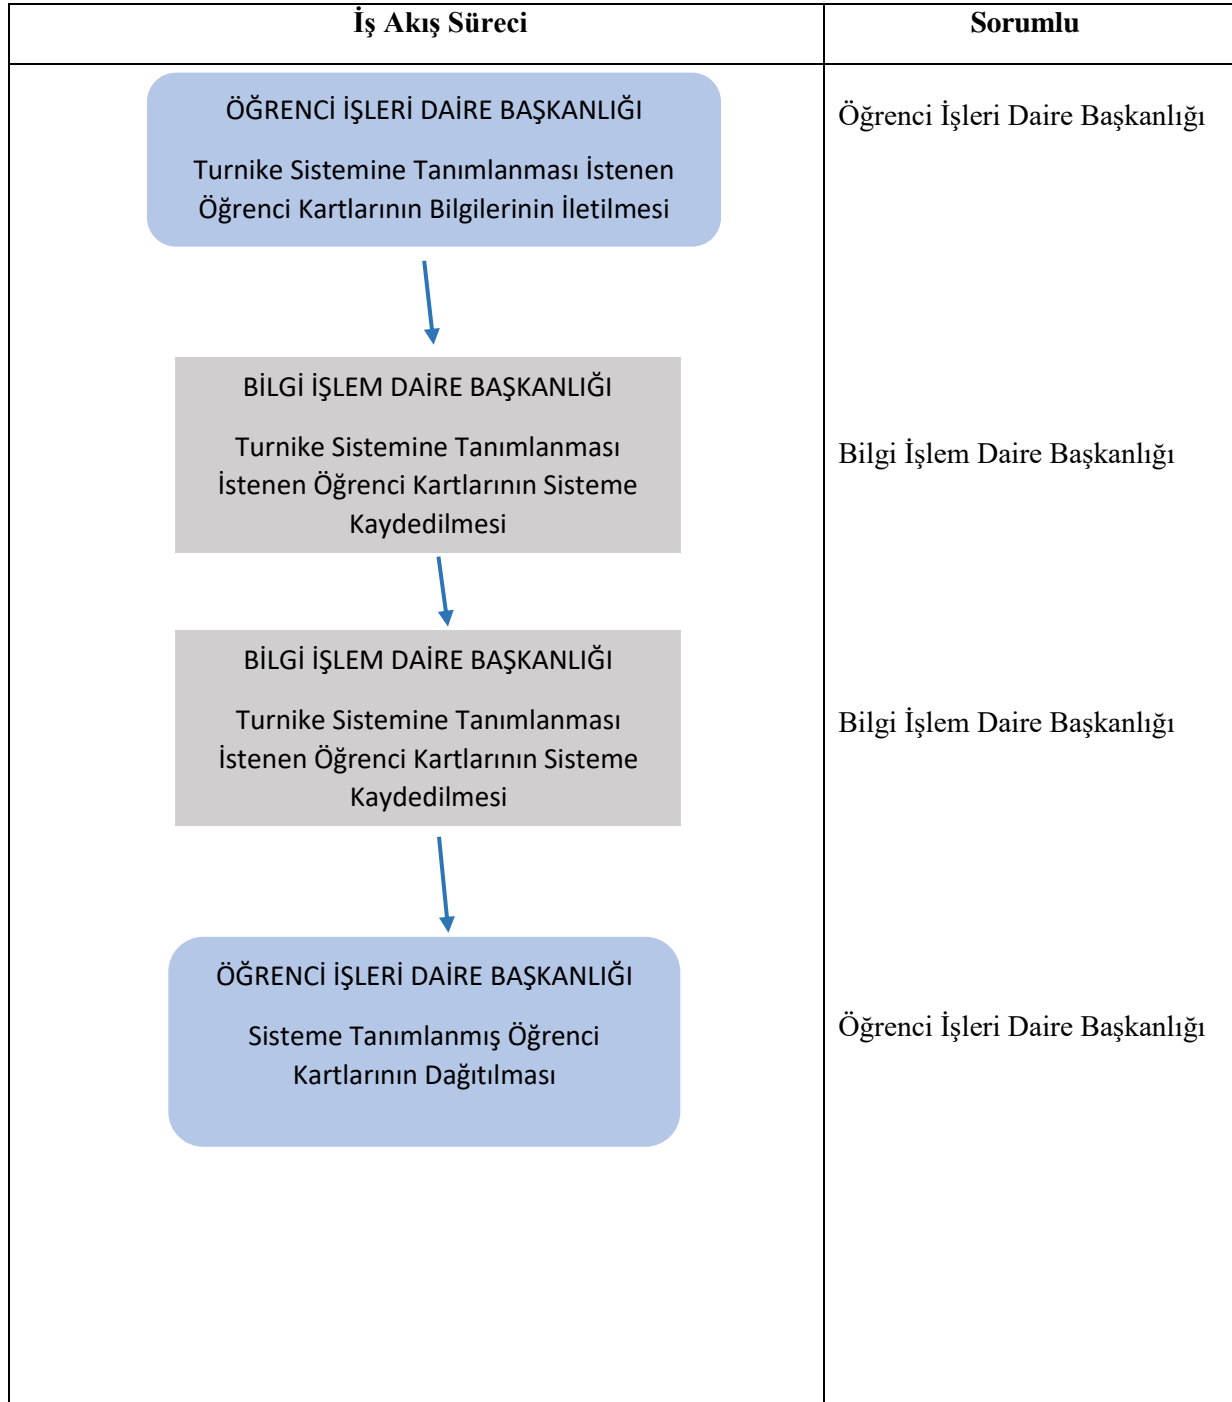 İş Akış Süreci
Sorumlu
ÖĞRENCİ İŞLERİ DAİRE BAŞKANLIĞI
Turnike Sistemine Tanımlanması İstenen
Öğrenci Kartlarının Bilgilerinin İletilmesi
Öğrenci İşleri Daire Başkanlığı
BİLGİ İŞLEM DAİRE BAŞKANLIĞI
Turnike Sistemine Tanımlanması
İstenen Öğrenci Kartlarının Sisteme
Kaydedilmesi
Bilgi İşlem Daire Başkanlığı
BİLGİ İŞLEM DAİRE BAŞKANLIĞI
Turnike Sistemine Tanımlanması
İstenen Öğrenci Kartlarının Sisteme
Kaydedilmesi
Bilgi İşlem Daire Başkanlığı
ÖĞRENCİ İŞLERİ DAİRE BAŞKANLIĞI
Sisteme Tanımlanmış Öğrenci
Kartlarının Dağıtılması
Öğrenci İşleri Daire Başkanlığı